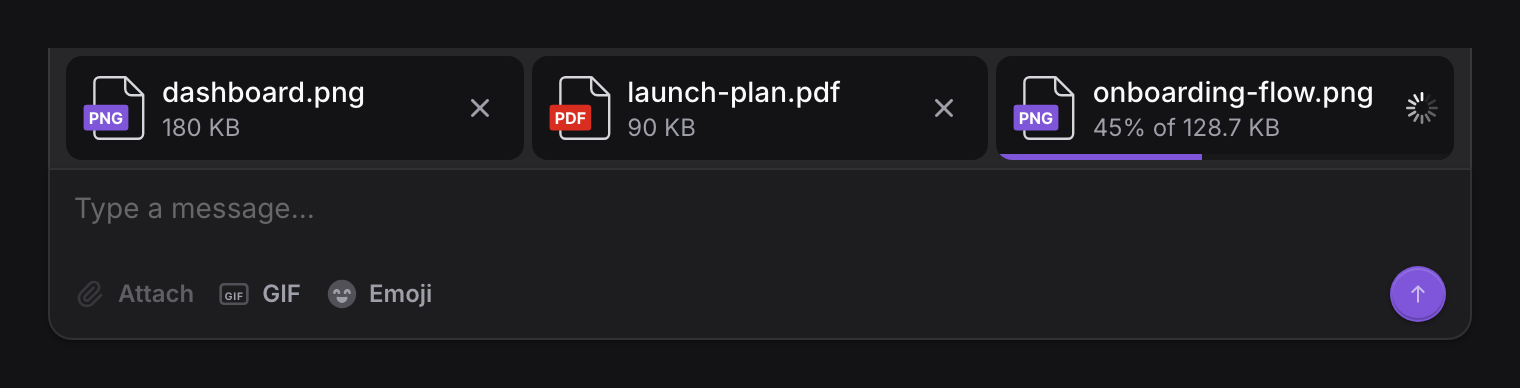 PNG
dashboard.png
180 KB
PDF
launch-plan.pdf
90 KB
PNG
onboarding-flow.png
45% of 128.7 KB
Type a message...
Attach
GIF
GIF
Emoji